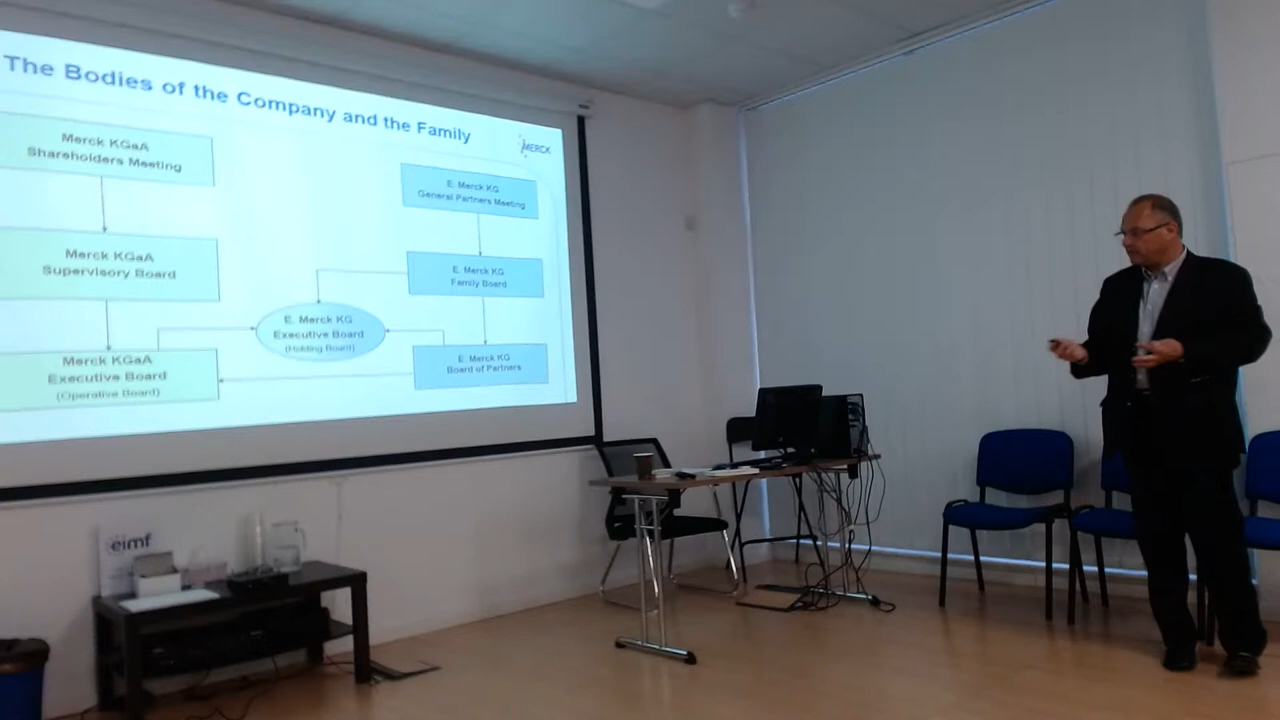 The Bodies of the Company and the Family
MERCK
Merck KGaA
Shareholders Meeting
E. Merck KG
General Partners Meeting
Merck KGaA
Supervisory Board
E. Merck KG
Family Board
E. Merck KG
Executive Board
(Holding Board)
Merck KGaA
Executive Board
(Operative Board)
E. Merck KG
Board of Partners
eimf